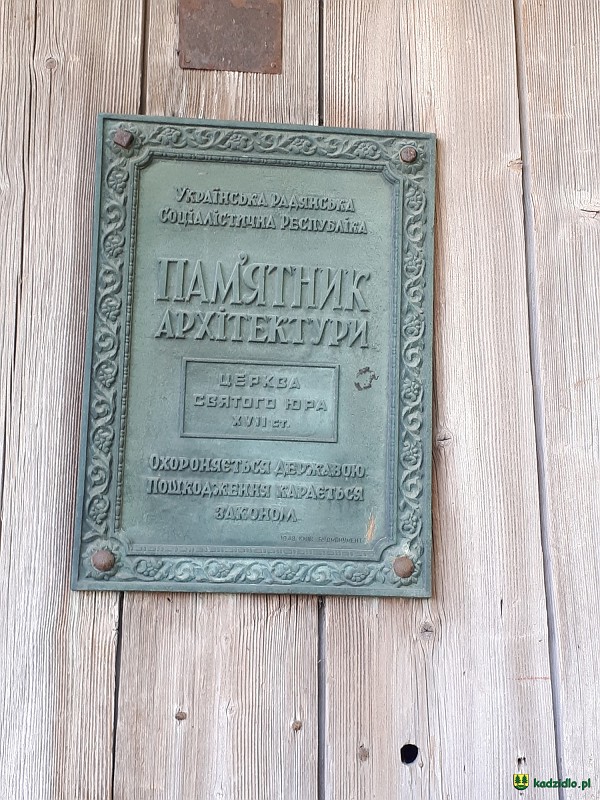 Українська радянська
Соціалістична Республіка
ПАМ'ЯТНИК
АРХІТЕКТУРИ
ЦЕРКВА
СВЯТОГО ЮРА
XVII ст.
Охороняється державою
пошкодження карається
законом
kadzidlo.pl